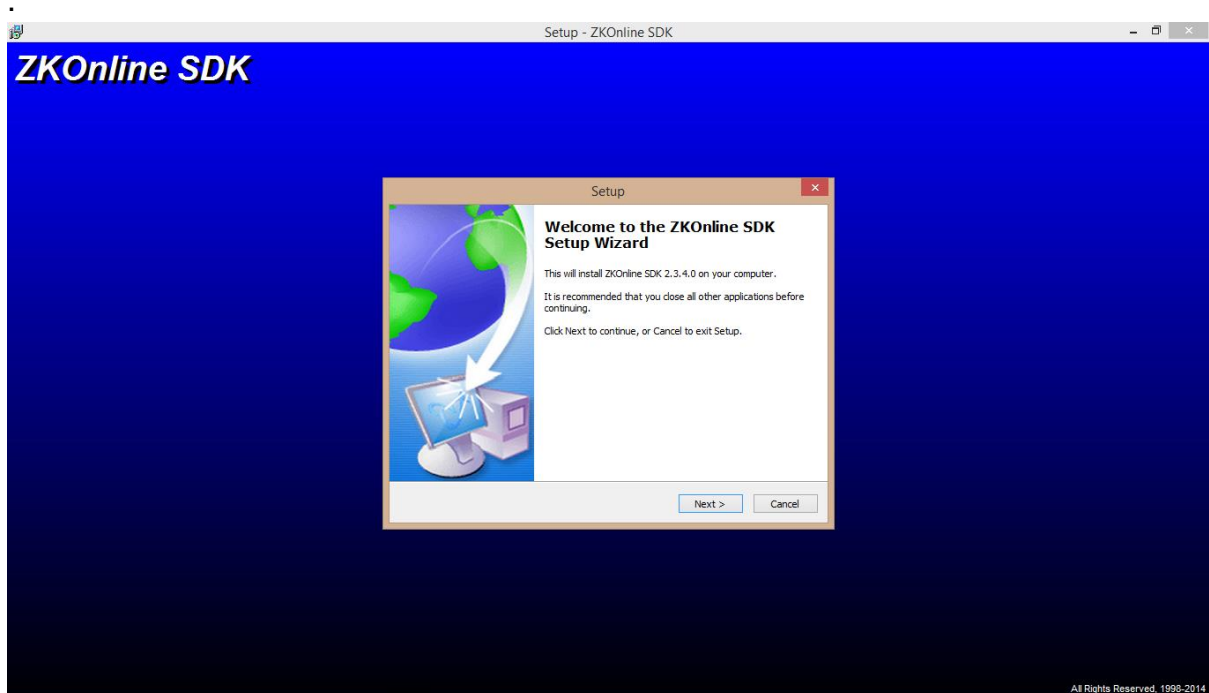 .
Setup - ZKOnline SDK
ZKOnline SDK
Setup
Welcome to the ZKOnline SDK
Setup Wizard
This will install ZKOnline SDK 2.3.4.0 on your computer.
It is recommended that you close all other applications before
continuing.
Click Next to continue, or Cancel to exit Setup.
Next >
Cancel
All Rights Reserved, 1998-2014